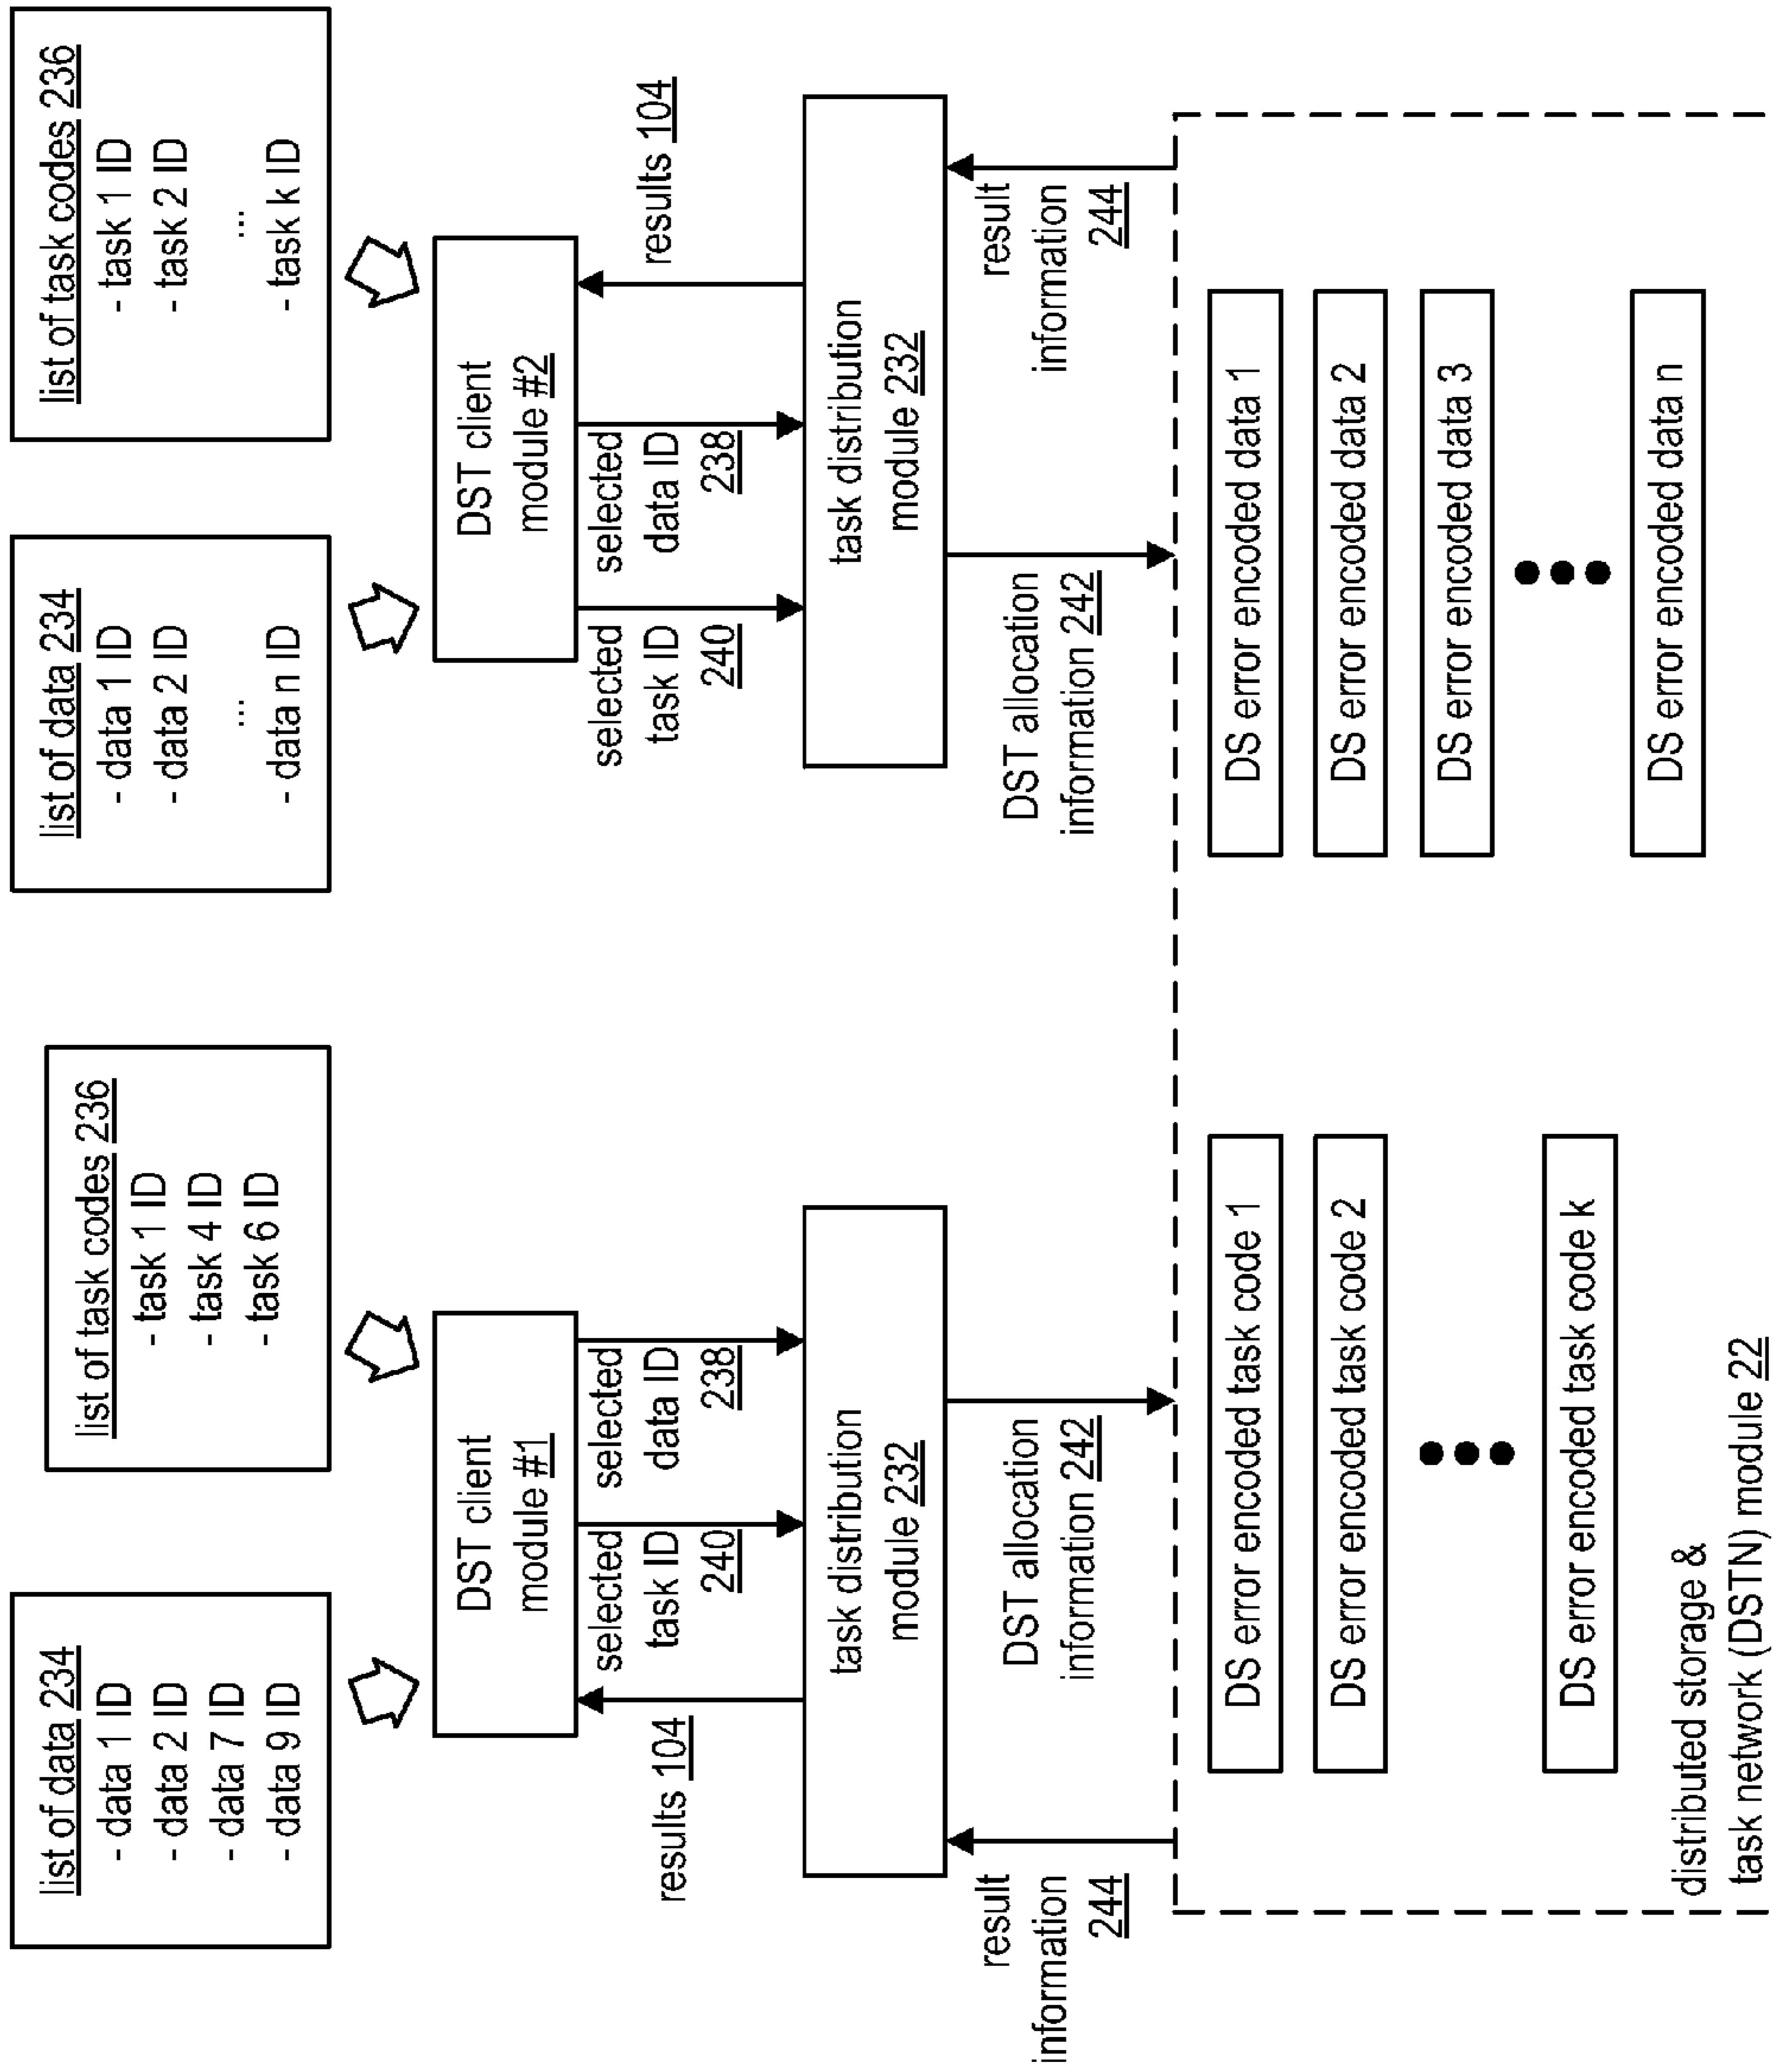 list of data 234
- data 1 ID
- data 2 ID
- data 7 ID
- data 9 ID
list of task codes 236
- task 1 ID
- task 4 ID
- task 6 ID
list of data 234
- data 1 ID
- data 2 ID
...
- data n ID
list of task codes 236
- task 1 ID
- task 2 ID
...
- task k ID
DST client
module #1
DST client
module #2
results 104
selected
task ID
240
selected
data ID
238
selected
task ID
240
selected
data ID
238
results 104
task distribution
module 232
task distribution
module 232
result
information
244
DST allocation
information 242
DST allocation
information 242
result
information
244
DS error encoded task code 1
DS error encoded task code 2
DS error encoded task code k
DS error encoded data 1
DS error encoded data 2
DS error encoded data 3
DS error encoded data n
distributed storage &
task network (DSTN) module 22